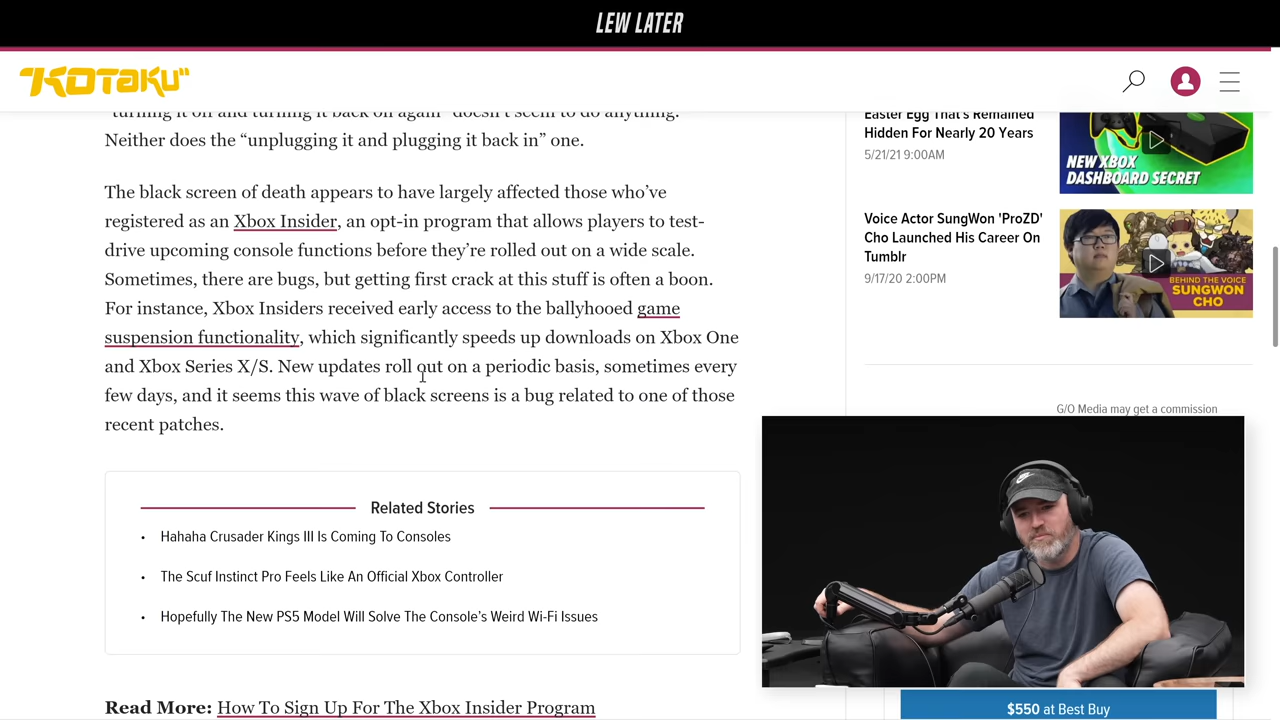 LEW LATER
"KOTAKU"
"turning it off and turning it back on again" doesn't seem to do anything.
Neither does the “unplugging it and plugging it back in” one.
The black screen of death appears to have largely affected those who’ve
registered as an Xbox Insider, an opt-in program that allows players to test-
drive upcoming console functions before they’re rolled out on a wide scale.
Sometimes, there are bugs, but getting first crack at this stuff is often a boon.
For instance, Xbox Insiders received early access to the ballyhooed game
suspension functionality, which significantly speeds up downloads on Xbox One
and Xbox Series X/S. New updates roll out on a periodic basis, sometimes every
few days, and it seems this wave of black screens is a bug related to one of those
recent patches.
Related Stories
• Hahaha Crusader Kings III Is Coming To Consoles
• The Scuf Instinct Pro Feels Like An Official Xbox Controller
• Hopefully The New PS5 Model Will Solve The Console’s Weird Wi-Fi Issues
Read More: How To Sign Up For The Xbox Insider Program
Easter Egg That's Remained
Hidden For Nearly 20 Years
5/21/21 9:00AM
NEW XBOX
DASHBOARD SECRET
Voice Actor SungWon 'ProZD'
Cho Launched His Career On
Tumblr
9/17/20 2:00PM
BEHIND THE VOICE
SUNGWON
CHO
G/O Media may get a commission
$550 at Best Buy